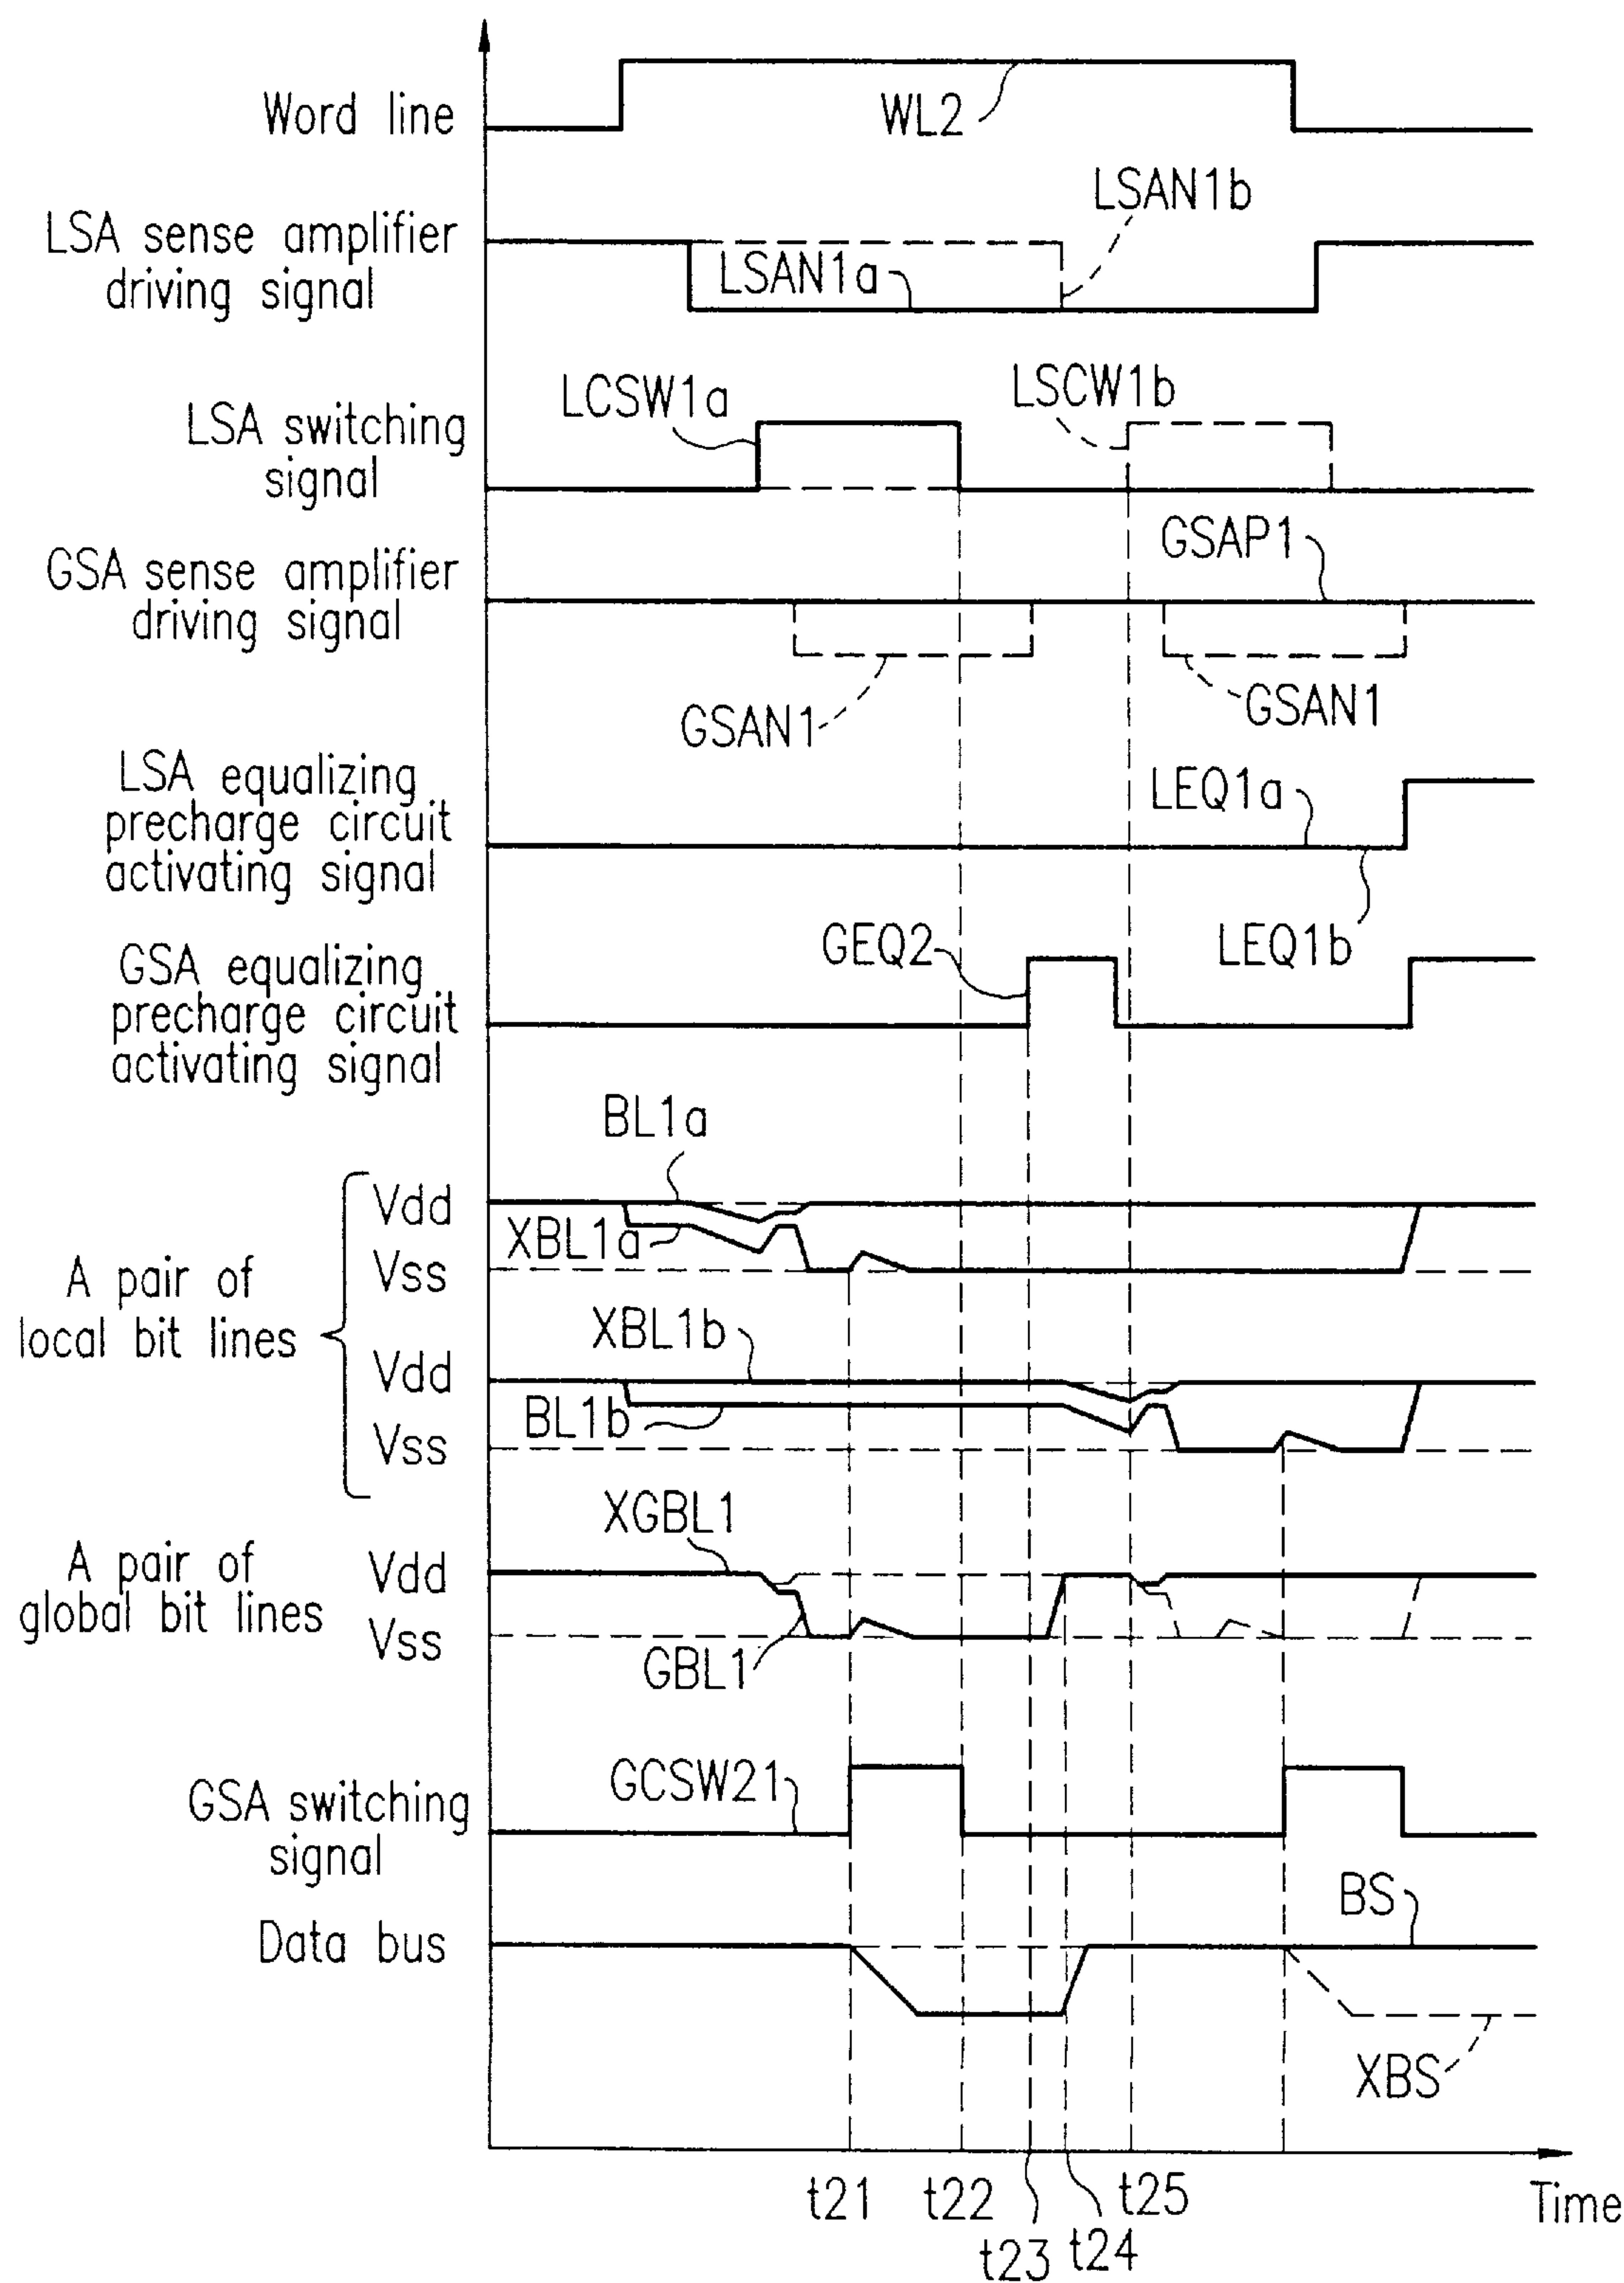 Word line
WL2
LSAN1b
LSA sense amplifier
driving signal
LSAN1a
LCSW1a
LSCW1b
LSA switching
signal
GSAP1
GSA sense amplifier
driving signal
GSAN1
GSAN1
LSA equalizing
precharge circuit
activating signal
LEQ1a
LEQ1b
GEQ2
GSA equalizing
precharge circuit
activating signal
BL1a
Vdd
XBL1a
Vss
A pair of
local bit lines
XBL1b
Vdd
BL1b
Vss
XGBL1
A pair of
global bit lines
Vdd
Vss
GBL1
GCSW21
GSA switching
signal
BS
Data bus
XBS
t21
t22
t23
t24
t25
Time